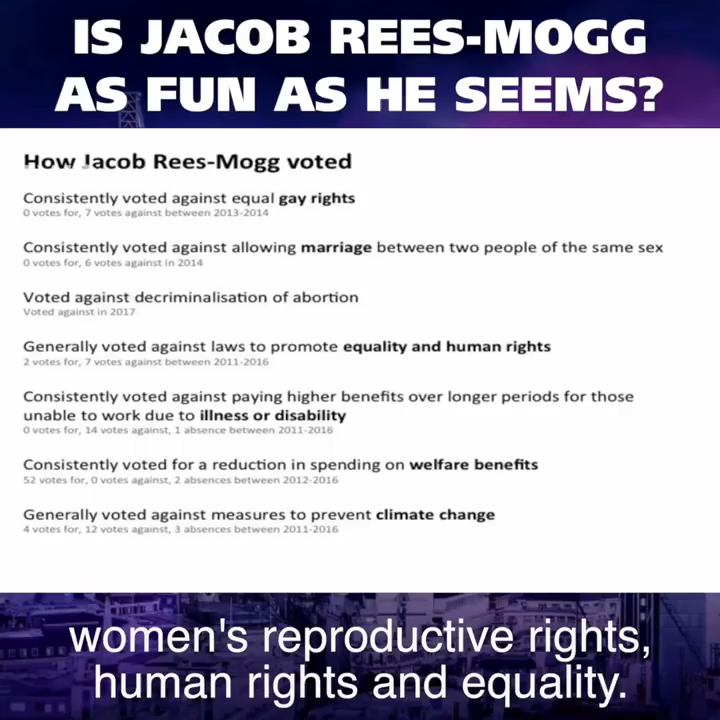 IS JACOB REES-MOGG
AS FUN AS HE SEEMS?
How Jacob Rees-Mogg voted
Consistently voted against equal gay rights
0 votes for, 7 votes against between 2013-2014
Consistently voted against allowing marriage between two people of the same sex
0 votes for, 6 votes against in 2014
Voted against decriminalisation of abortion
Voted against in 2017
Generally voted against laws to promote equality and human rights
2 votes for, 7 votes against between 2011-2016
Consistently voted against paying higher benefits over longer periods for those
unable to work due to illness or disability
0 votes for, 14 votes against, 1 absence between 2011-2016
Consistently voted for a reduction in spending on welfare benefits
52 votes for, 0 votes against, 2 absences between 2012-2016
Generally voted against measures to prevent climate change
4 votes for, 12 votes against, 3 absences between 2011-2016
women's reproductive rights,
human rights and equality.